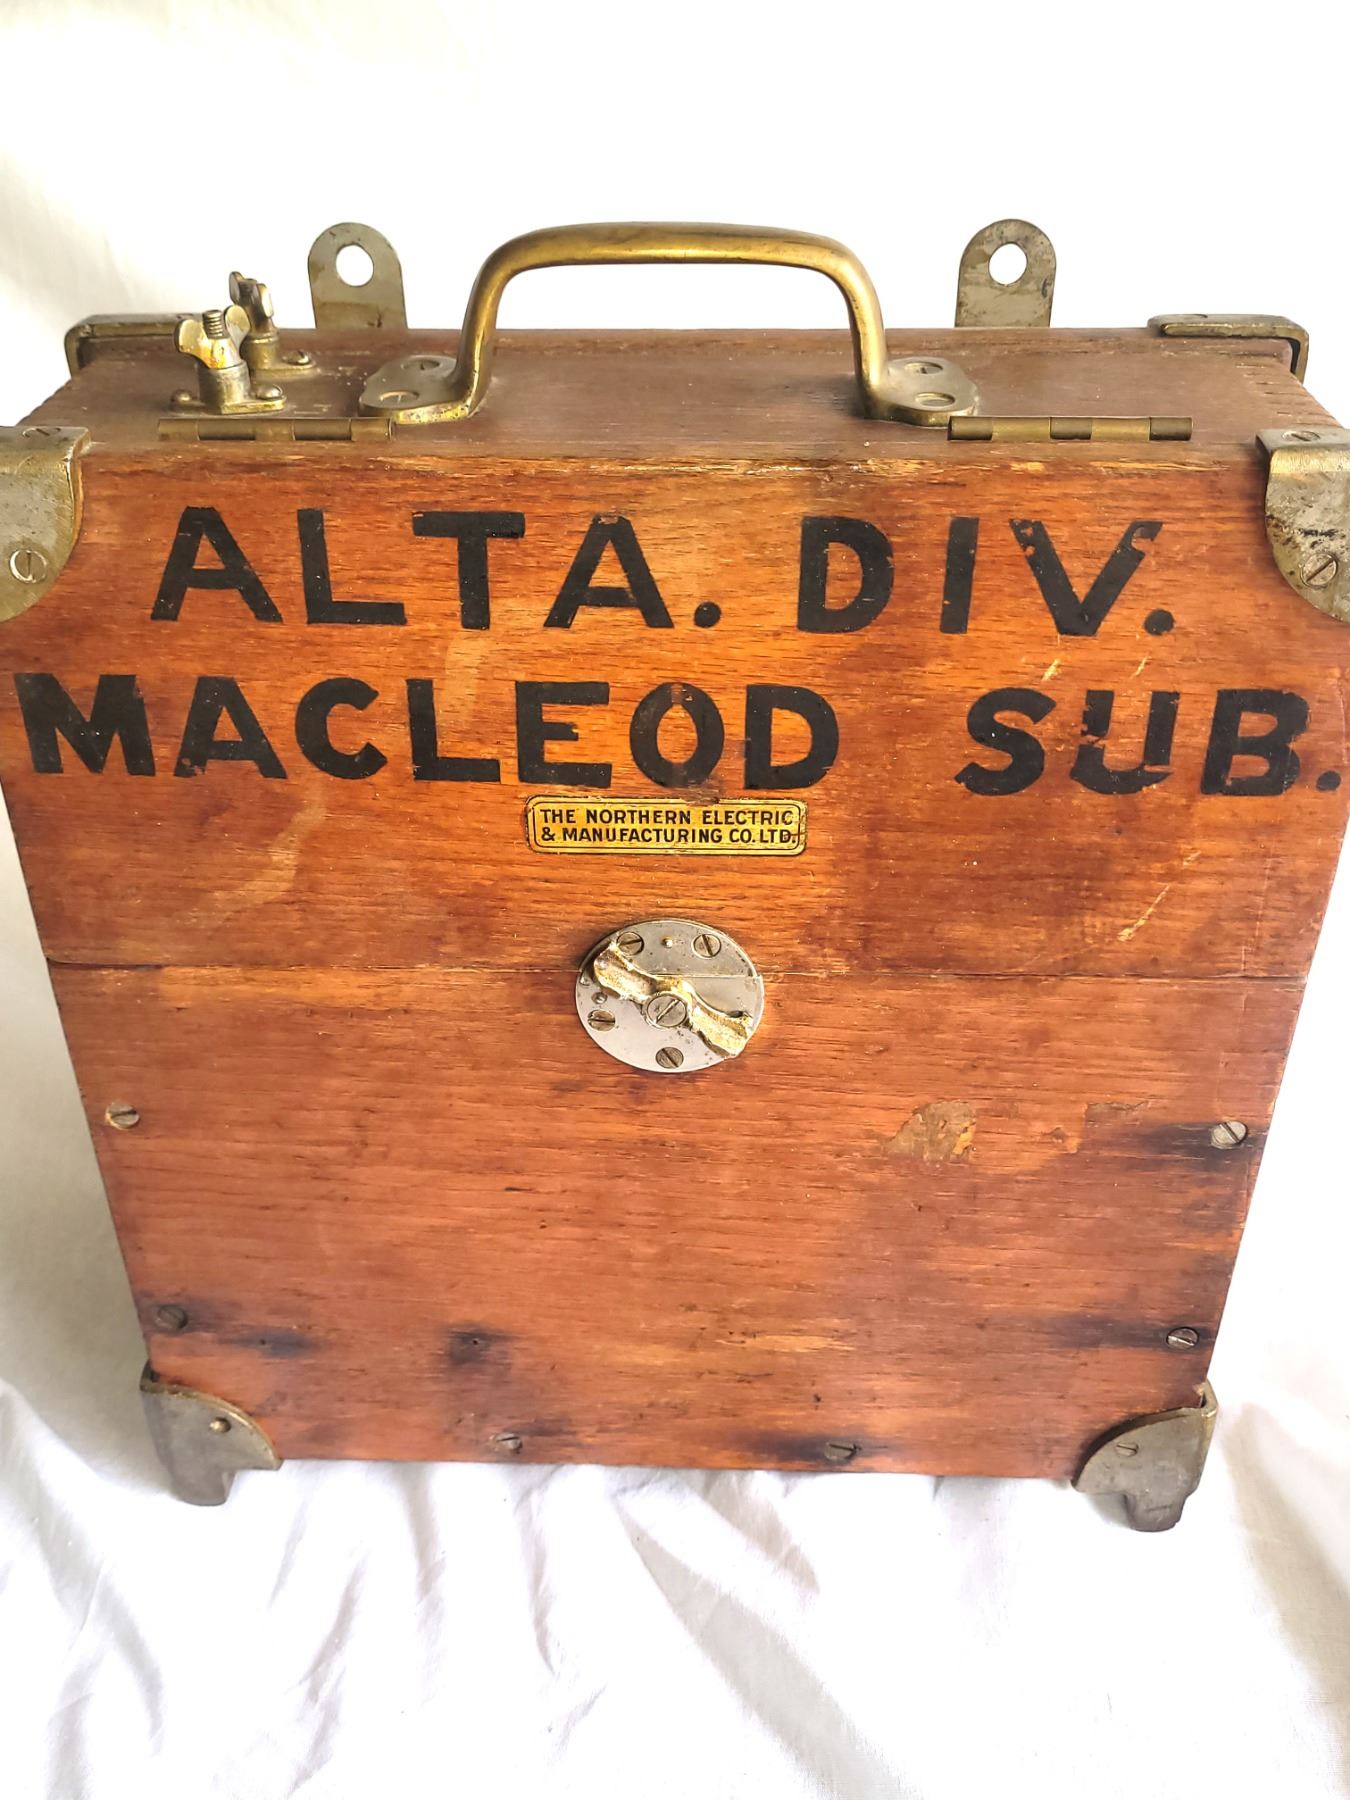 ALTA. DIV.
MACLEOD SUB.
THE NORTHERN ELECTRIC
& MANUFACTURING CO. LTD.